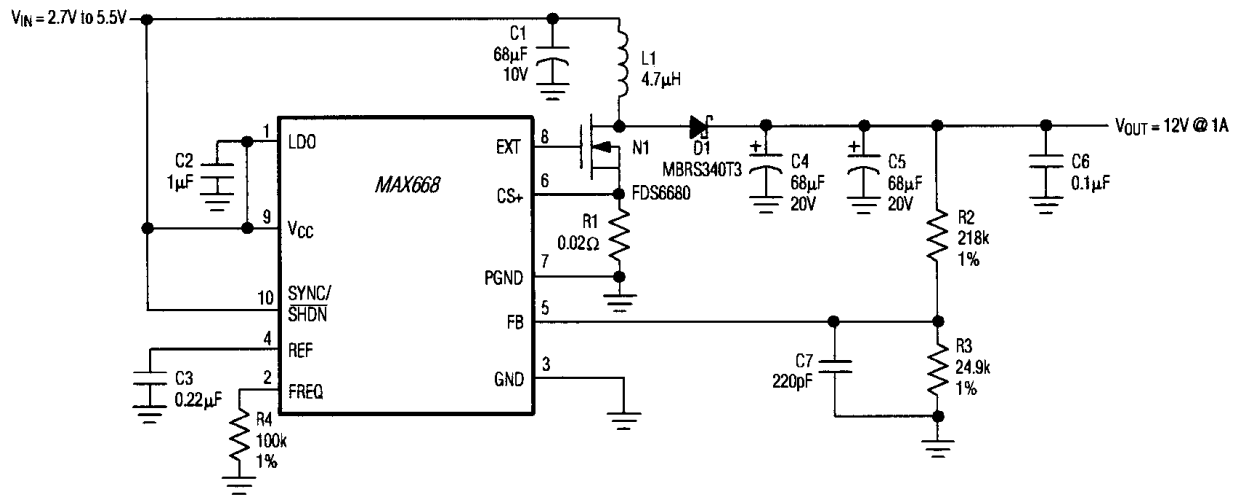 VIN = 2.7V to 5.5V
C1
68µF
10V
L1
4.7µH
1
LDO
C2
1µF
MAX668
EXT
8
N1
FDS6680
D1
MBRS340T3
C4
68µF
20V
C5
68µF
20V
C6
0.1µF
VOUT = 12V @ 1A
CS+
6
R1
0.02Ω
9
VCC
R2
218k
1%
PGND
7
10
SYNC/
SHDN
FB
5
4
REF
C3
0.22µF
C7
220pF
R3
24.9k
1%
2
FREQ
GND
3
R4
100k
1%